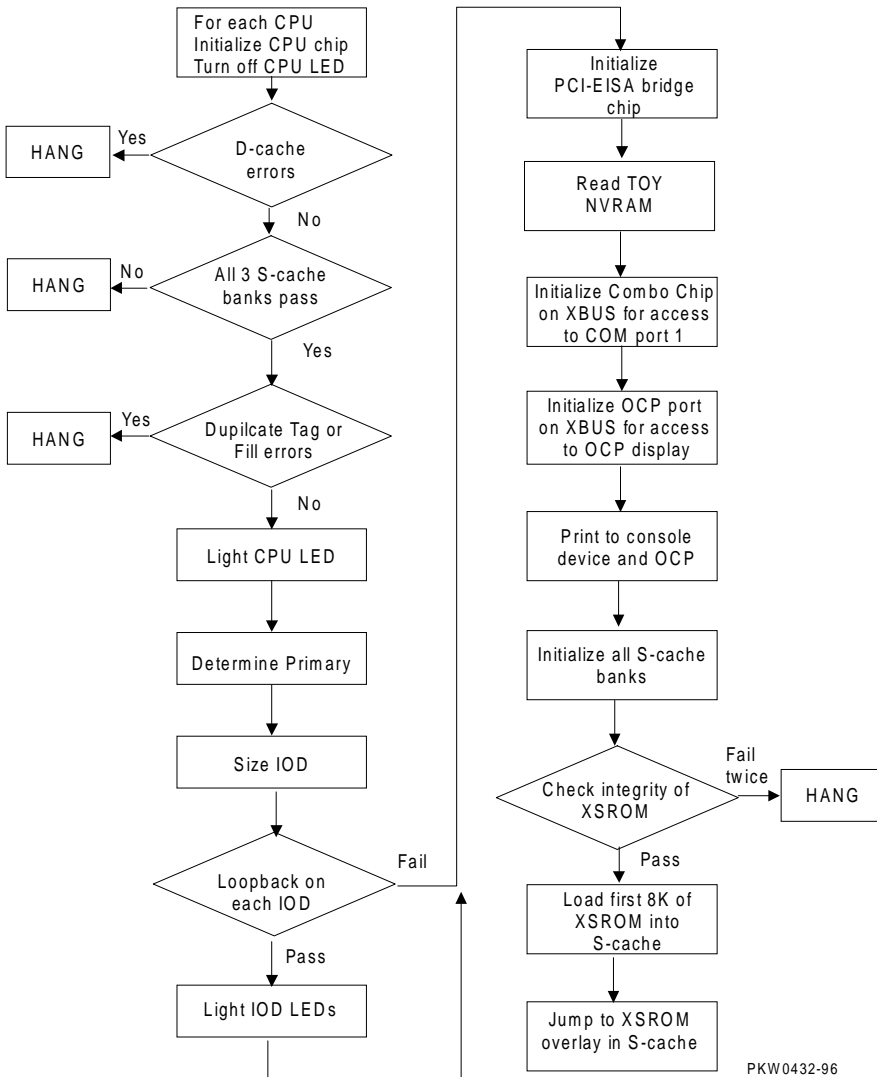 For each CPU
Initialize CPU chip
Turn off CPU LED
Yes
HANG
D-cache
errors
No
No
HANG
All 3 S-cache
banks pass
Yes
Yes
HANG
Dupilcate Tag or
Fill errors
No
Light CPU LED
Determine Primary
Size IOD
Fail
Loopback on
each IOD
Pass
Light IOD LEDs
Initialize
PCI-EISA bridge
chip
Read TOY
NVRAM
Initialize Combo Chip
on XBUS for access
to COM port 1
Initialize OCP port
on XBUS for access
to OCP display
Print to console
device and OCP
Initialize all S-cache
banks
Fail
twice
Check integrity of
XSROM
HANG
Pass
Load first 8K of
XSROM into
S-cache
Jump to XSROM
overlay in S-cache
PKW0432-96